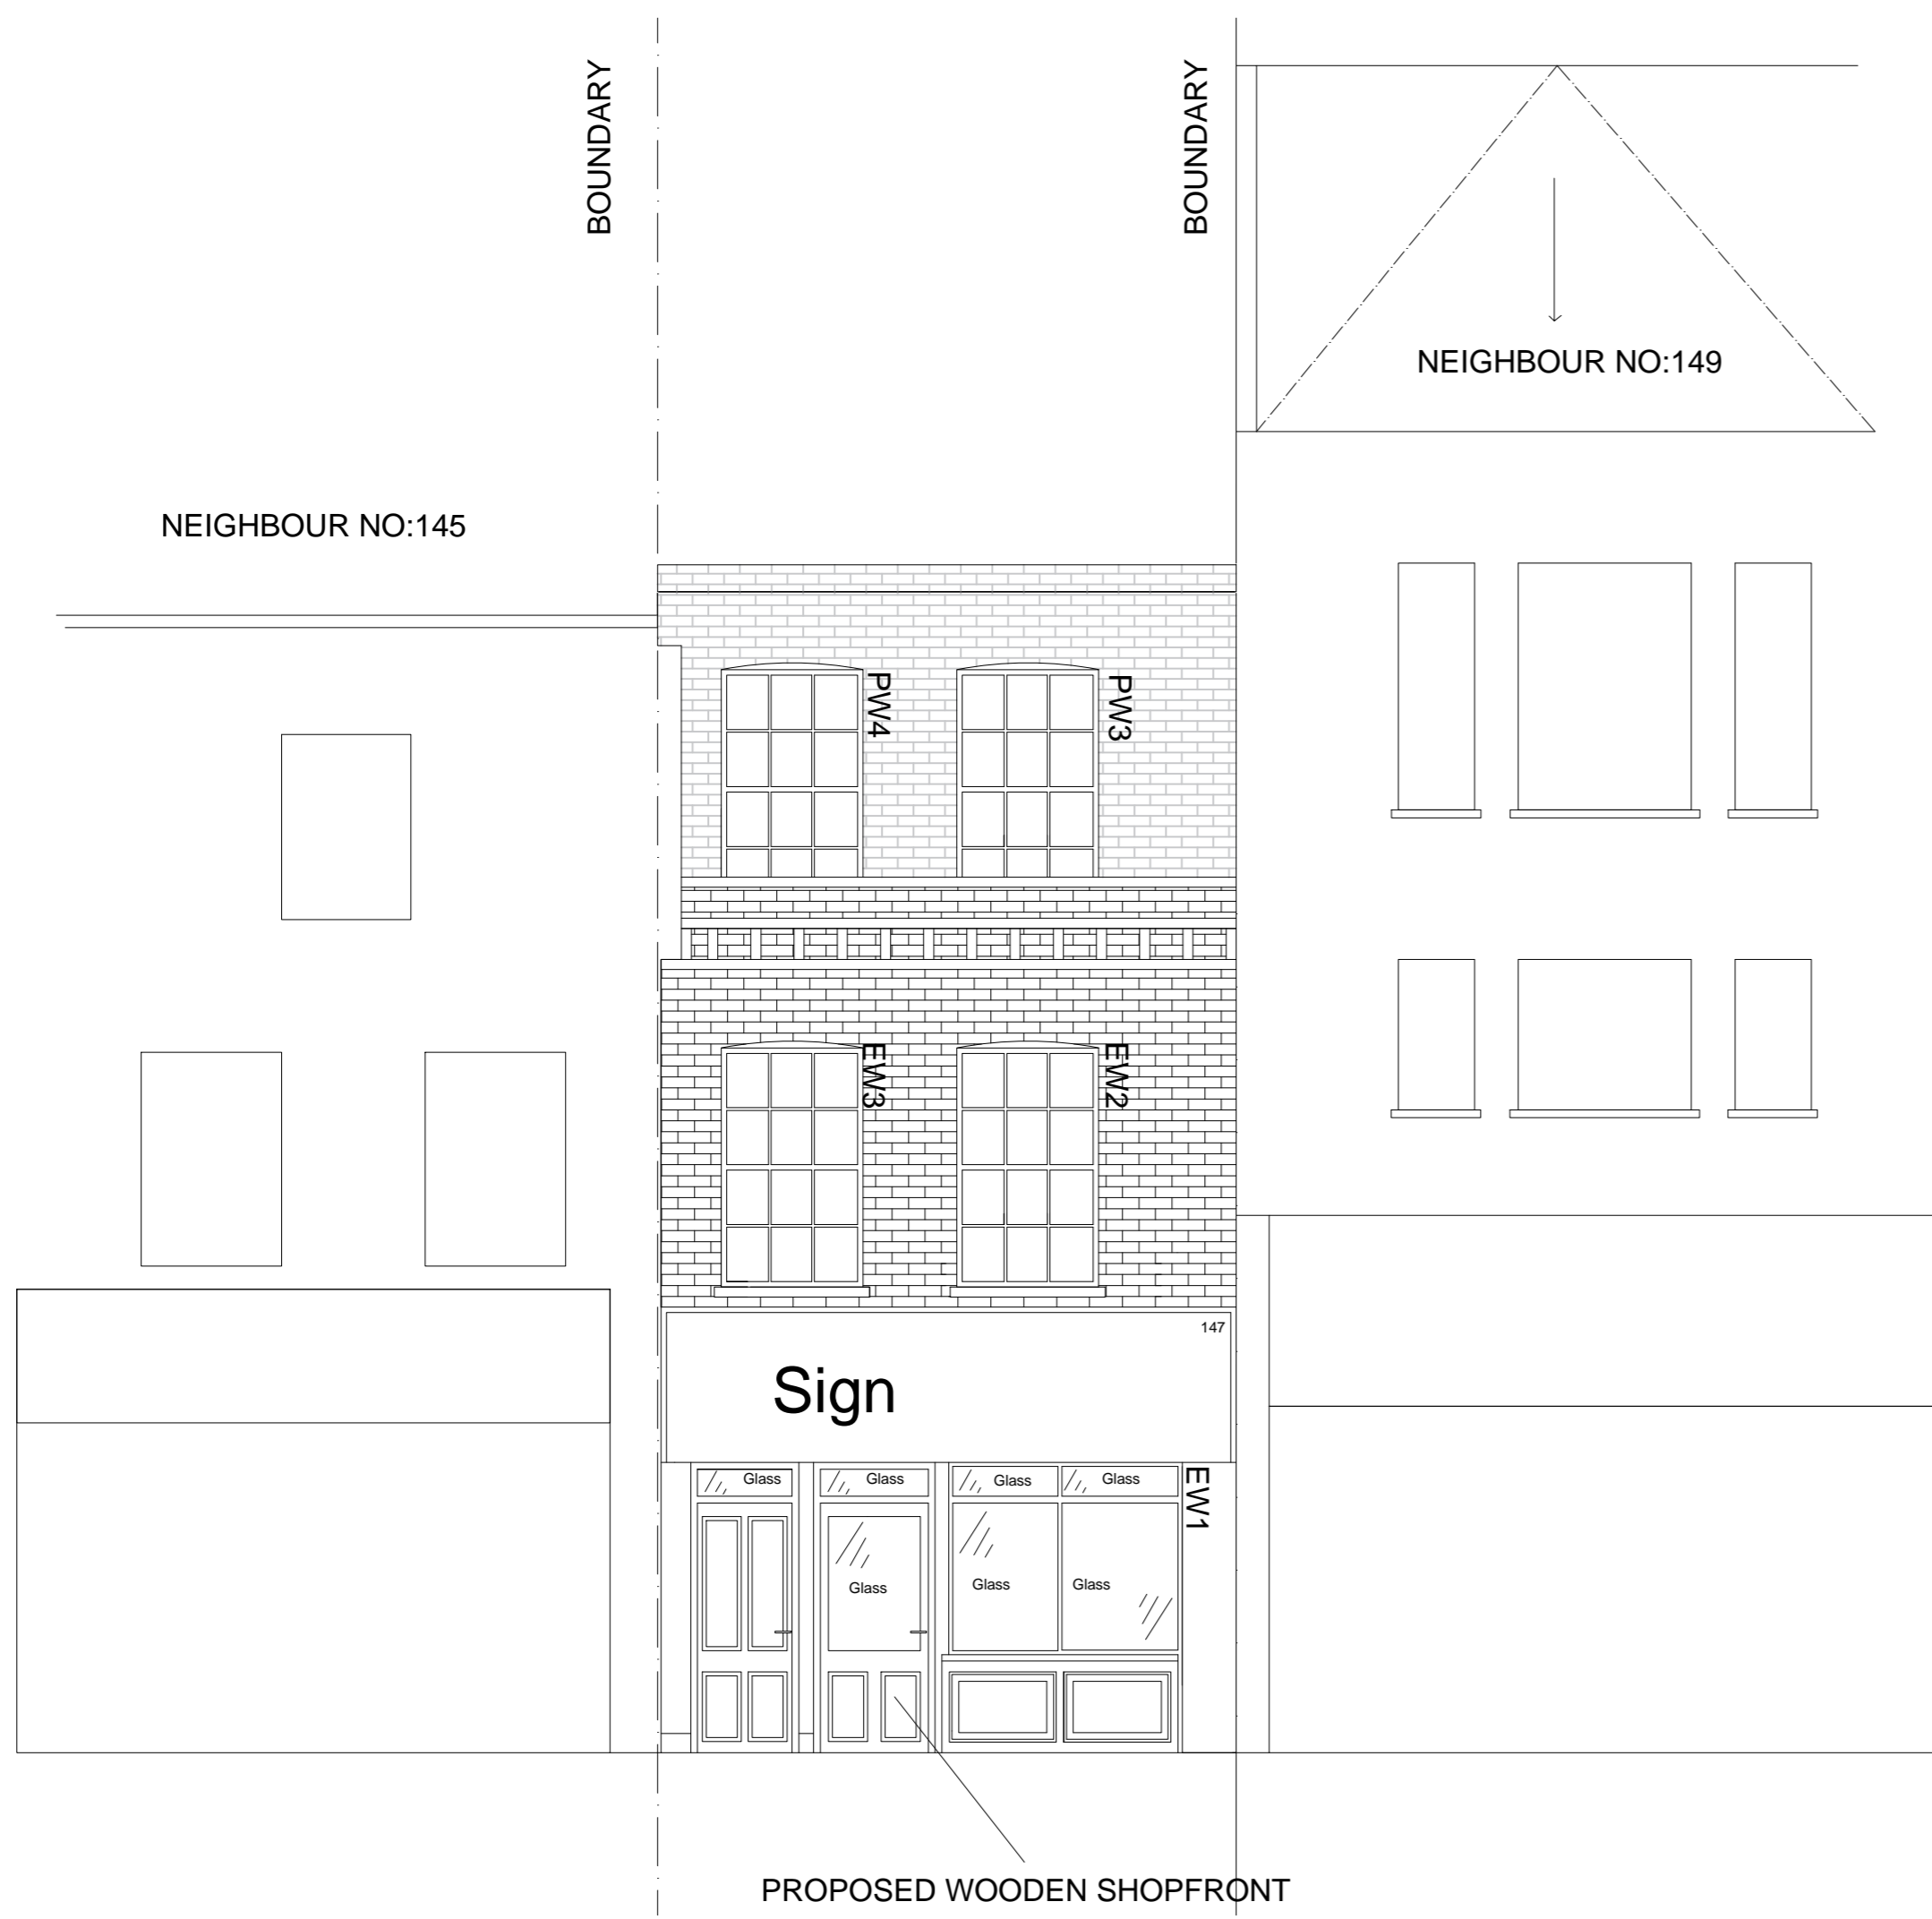 BOUNDARY
BOUNDARY
NEIGHBOUR NO:149
NEIGHBOUR NO:145
PW4
PW3
EW3
EW2
147
Sign
Glass
Glass
Glass
Glass
EW1
Glass
Glass
Glass
PROPOSED WOODEN SHOPFRONT